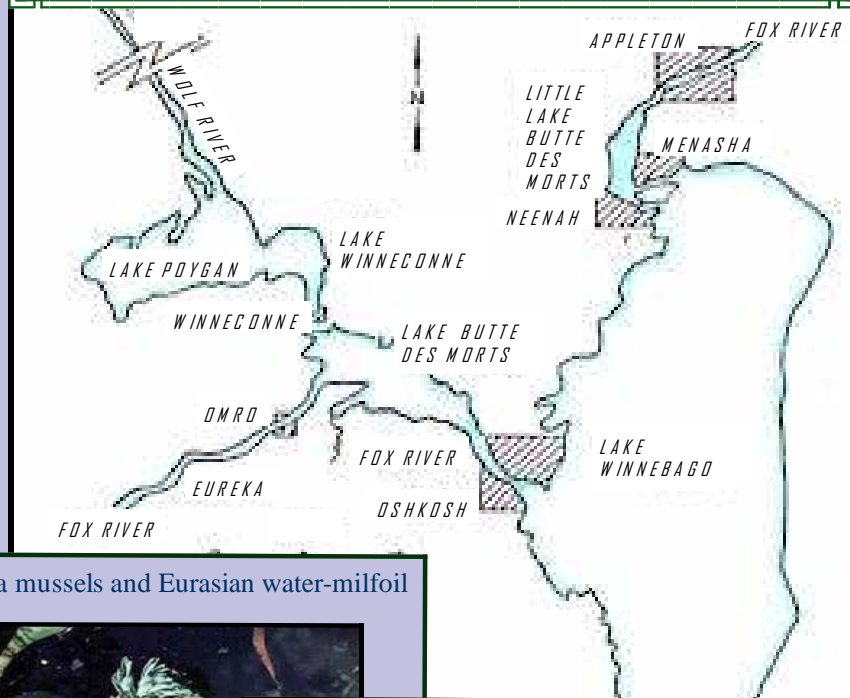 FOX RIVER
APPLETON
WOLF RIVER
N
LITTLE
LAKE
BUTTE
DES
MORTS
MENASHA
NEENAH
LAKE
WINNECONNE
LAKE POYGAN
WINNECONNE
LAKE BUTTE
DES MORTS
OMRO
FOX RIVER
LAKE
WINNEBAGO
EUREKA
OSHKOSH
FOX RIVER
a mussels and Eurasian water-milfoil